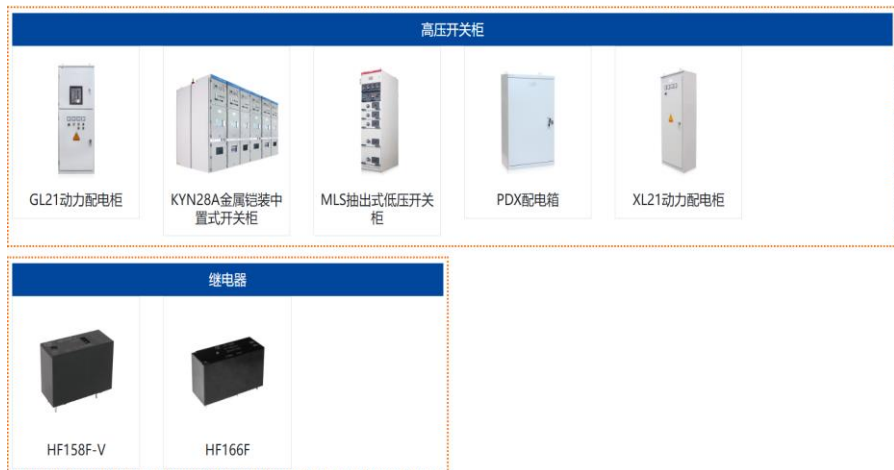 高压开关柜
GL21动力配电柜
KYN28A金属铠装中
置式开关柜
MLS抽出式低压开关
柜
PDX配电箱
XL21动力配电柜
继电器
HF158F-V
HF166F